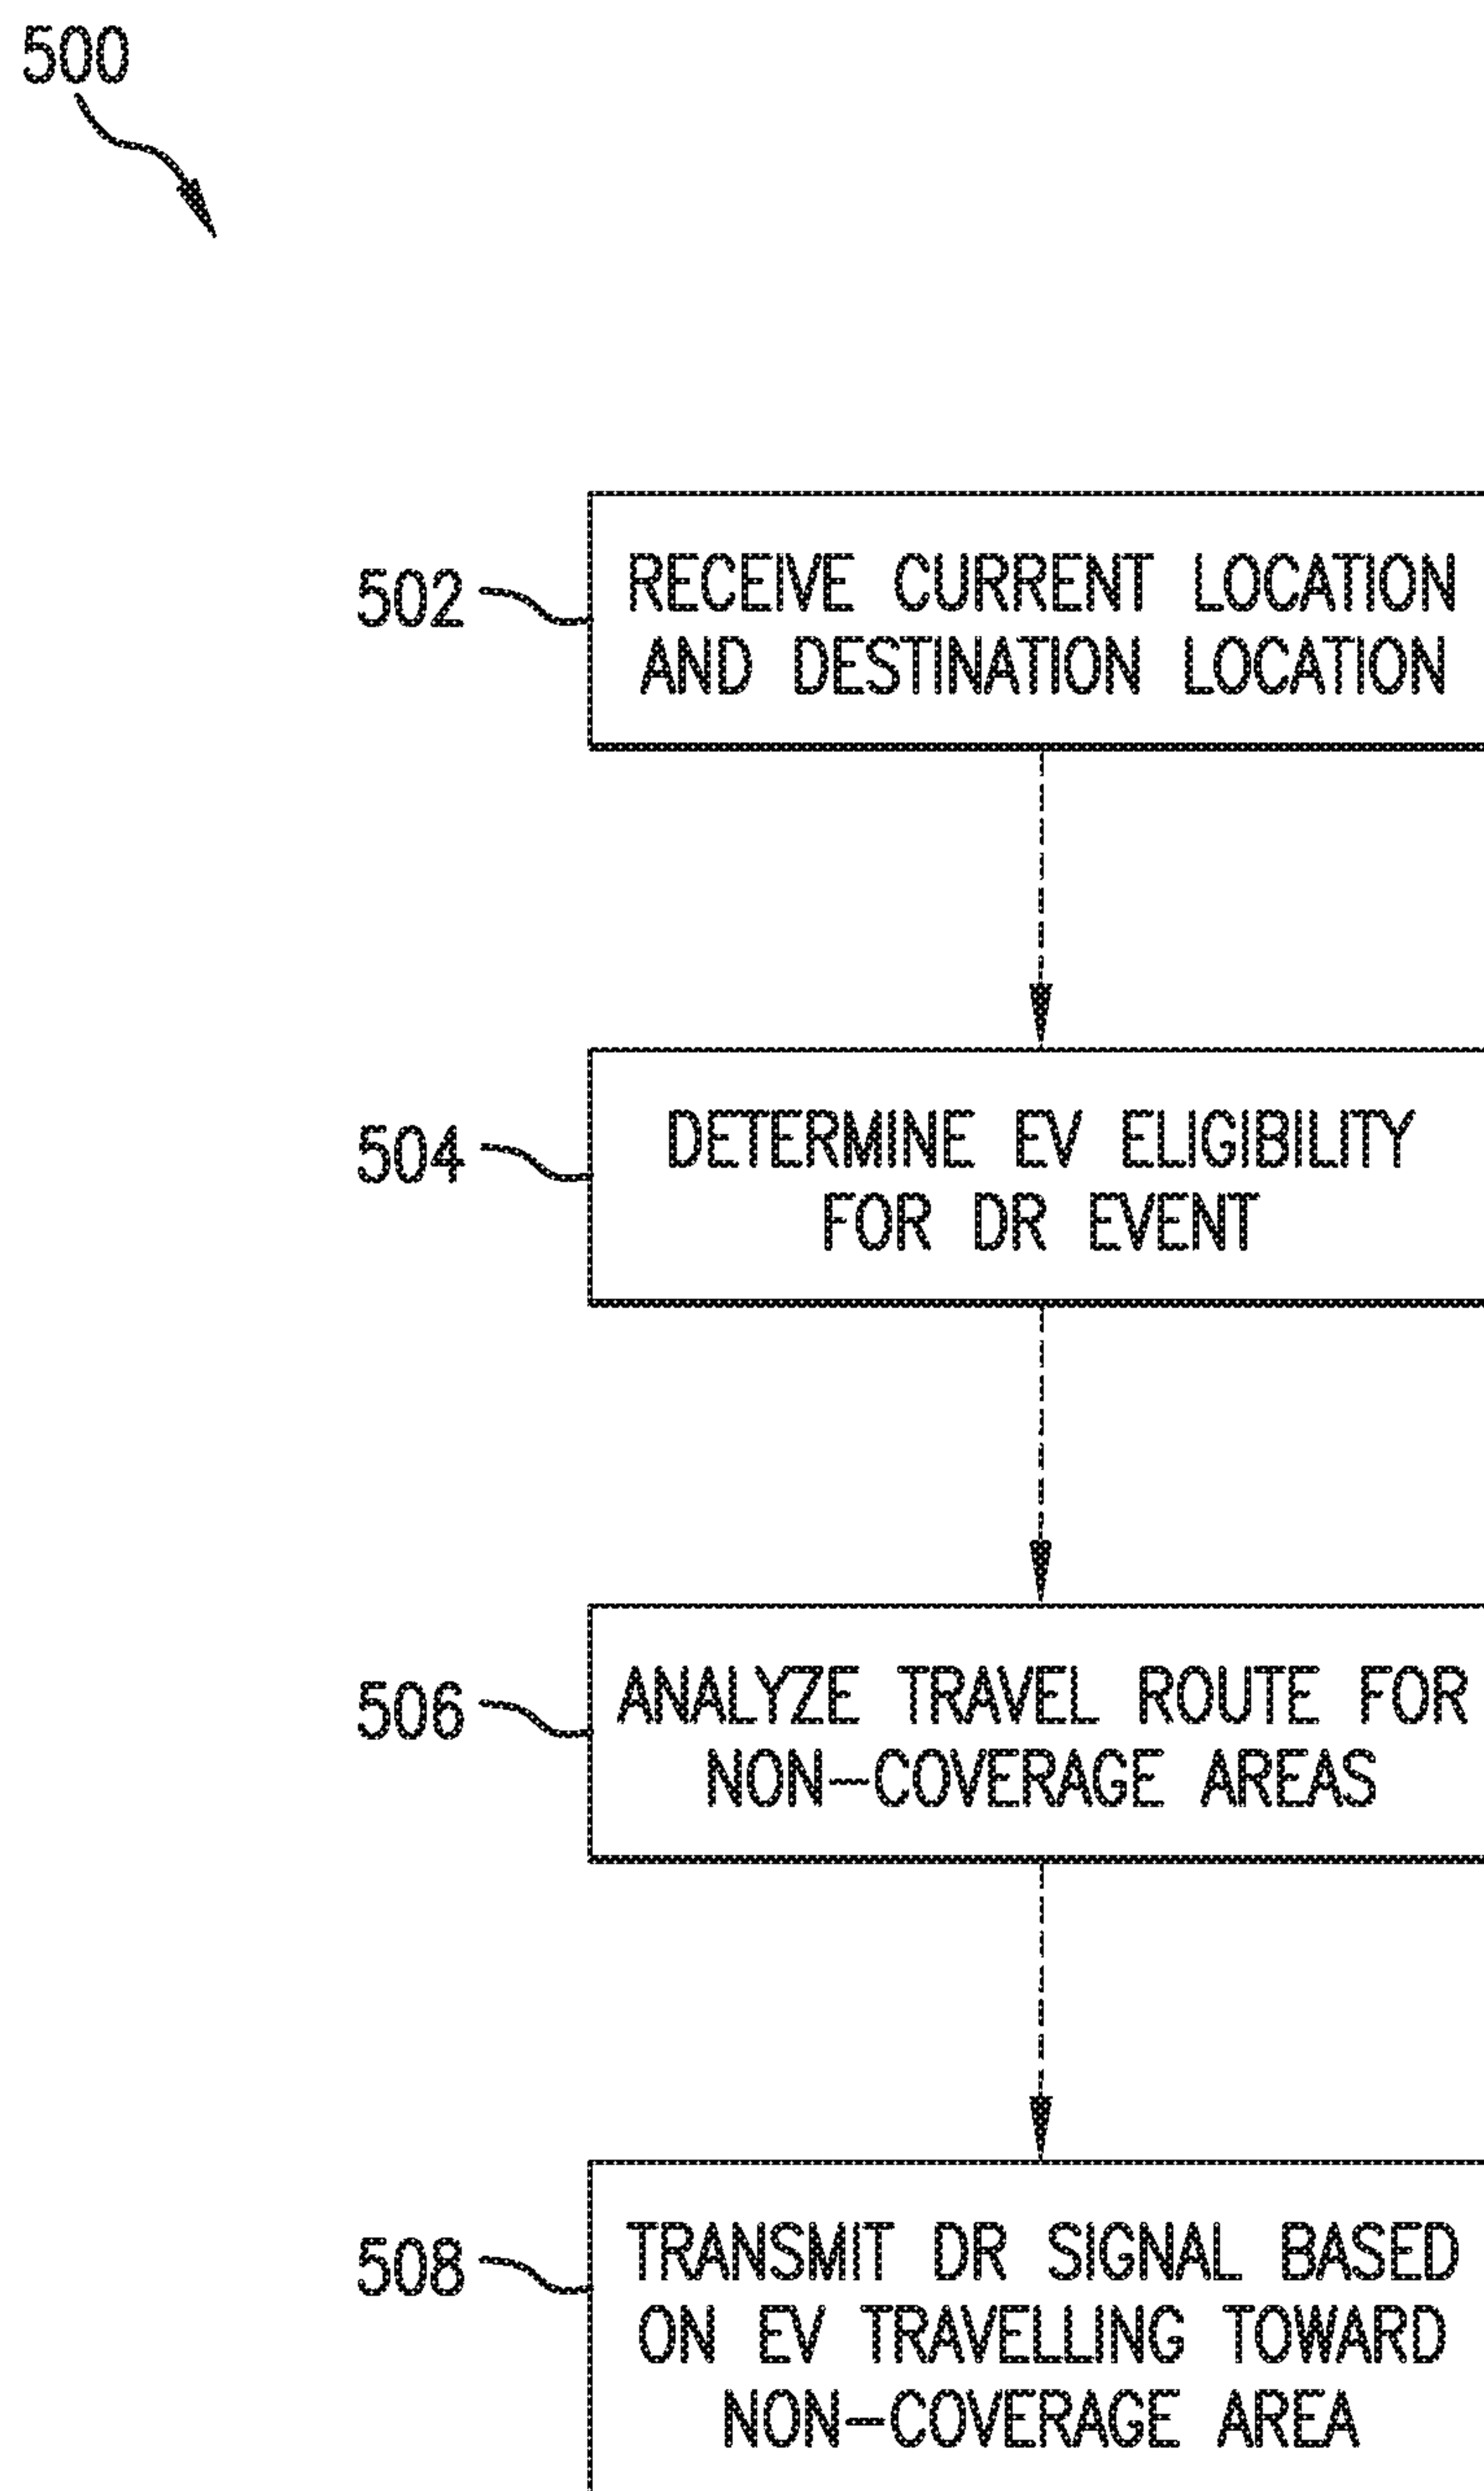 500
502
RECEIVE CURRENT LOCATION
AND DESTINATION LOCATION
504
DETERMINE EV ELIGIBILITY
FOR DR EVENT
506
ANALYZE TRAVEL ROUTE FOR
NON-COVERAGE AREAS
508
TRANSMIT DR SIGNAL BASED
ON EV TRAVELLING TOWARD
NON-COVERAGE AREA